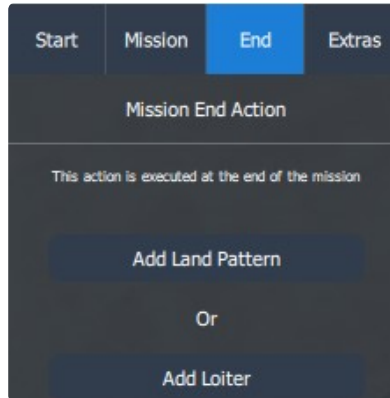 Start Mission End Extras
Mission End Action
This action is executed at the end of the mission
Add Land Pattern
Or
Add Loiter